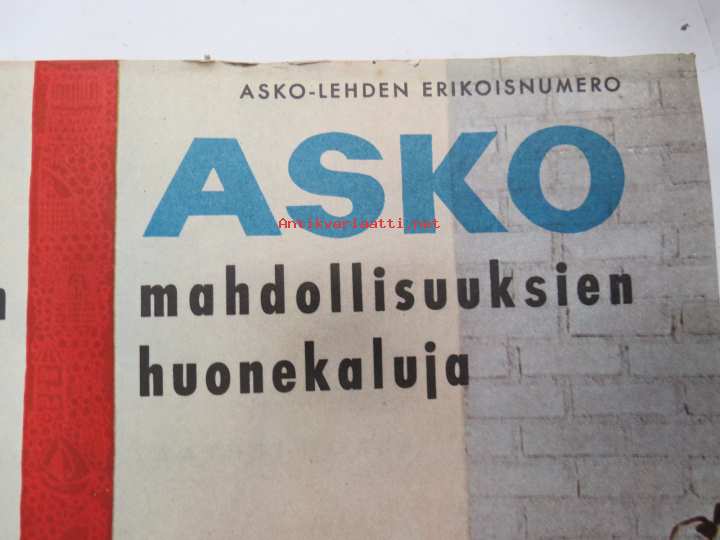 ASKO-LEHDEN ERIKOISNUMERO
ASKO
Antikvariaatti.net
mahdollisuuksien
huonekaluja